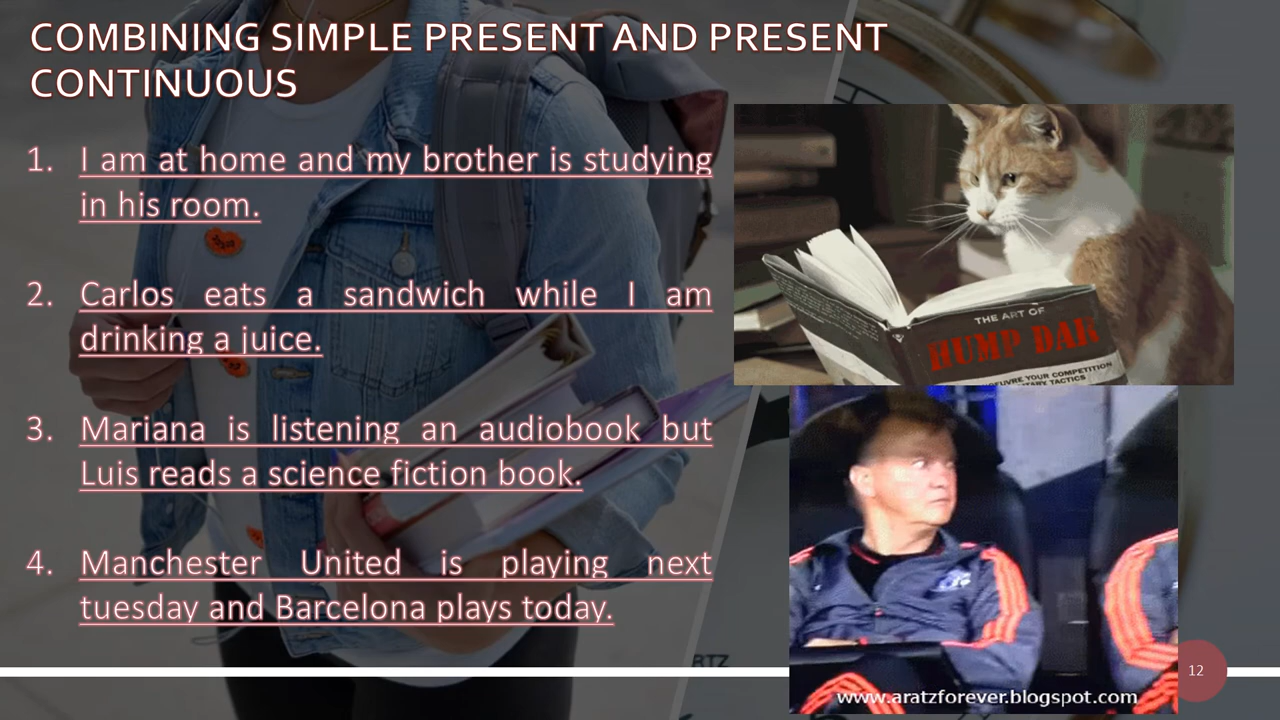 COMBINING SIMPLE PRESENT AND PRESENT
CONTINUOUS
1. I am at home and my brother is studying
in his room.
2. Carlos eats a sandwich while I am
drinking a juice.
3. Mariana is listening an audiobook but
Luis reads a science fiction book.
4. Manchester United is playing next
tuesday and Barcelona plays today.
THE ART OF
HUMP DAR
YOUR COMPETITION
TACTICS
RTZ
www.aratzforever.blogspot.com
12